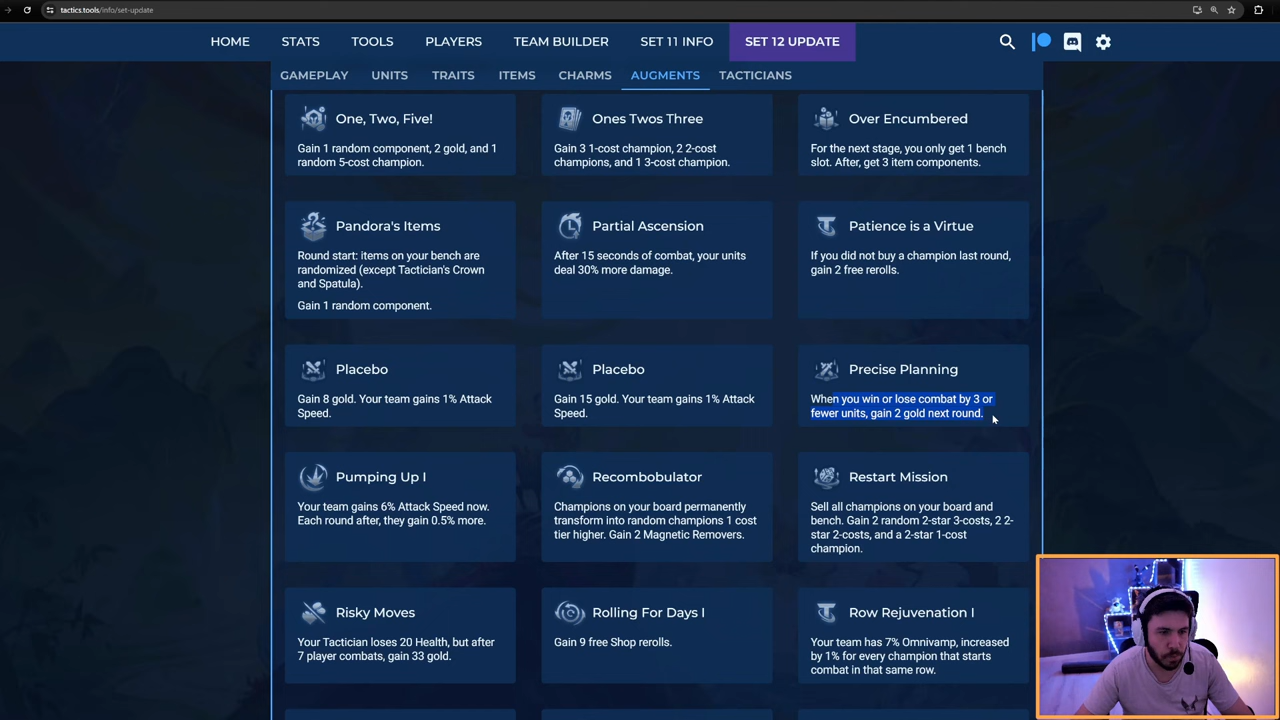 tactics.tools/info/set-update
HOME STATS TOOLS PLAYERS TEAM BUILDER SET 11 INFO SET 12 UPDATE
GAMEPLAY UNITS TRAITS ITEMS CHARMS AUGMENTS TACTICIANS
One, Two, Five!
Gain 1 random component, 2 gold, and 1
random 5-cost champion.
Ones Twos Three
Gain 3 1-cost champion, 2 2-cost
champions, and 1 3-cost champion.
Over Encumbered
For the next stage, you only get 1 bench
slot. After, get 3 item components.
Pandora's Items
Round start: items on your bench are
randomized (except Tactician's Crown
and Spatula).
Gain 1 random component.
Partial Ascension
After 15 seconds of combat, your units
deal 30% more damage.
Patience is a Virtue
If you did not buy a champion last round,
gain 2 free rerolls.
Placebo
Gain 8 gold. Your team gains 1% Attack
Speed.
Placebo
Gain 15 gold. Your team gains 1% Attack
Speed.
Precise Planning
When you win or lose combat by 3 or
fewer units, gain 2 gold next round.
Pumping Up I
Your team gains 6% Attack Speed now.
Each round after, they gain 0.5% more.
Recombobulator
Champions on your board permanently
transform into random champions 1 cost
tier higher. Gain 2 Magnetic Removers.
Restart Mission
Sell all champions on your board and
bench. Gain 2 random 2-star 3-costs, 2 2-
star 2-costs, and a 2-star 1-cost
champion.
Risky Moves
Your Tactician loses 20 Health, but after
7 player combats, gain 33 gold.
Rolling For Days I
Gain 9 free Shop rerolls.
Row Rejuvenation I
Your team has 7% Omnivamp, increased
by 1% for every champion that starts
combat in that same row.